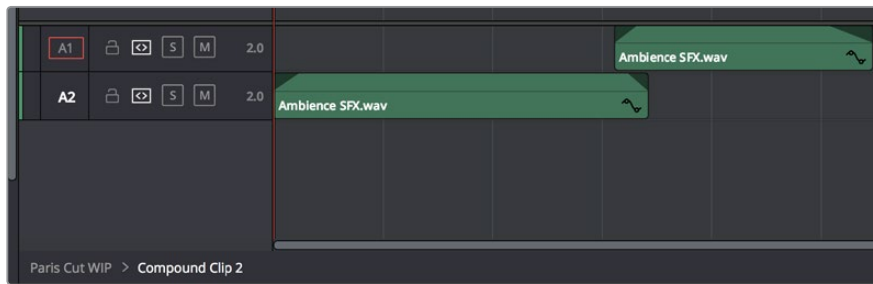 A1 S M 2.0
Ambience SFX.wav
A2 S M 2.0
Ambience SFX.wav
Paris Cut WIP > Compound Clip 2